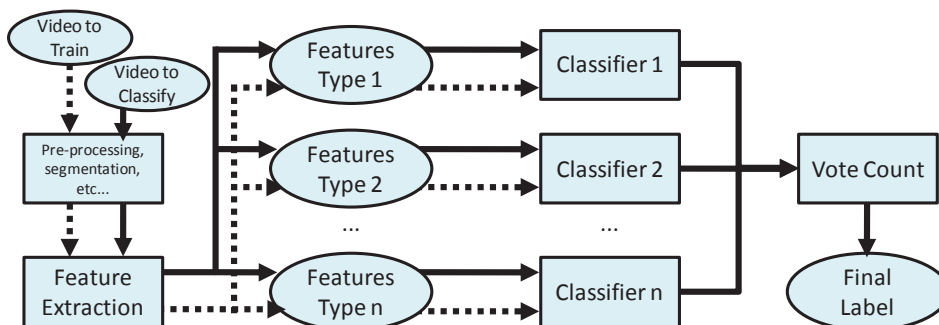 Video to
Train
Video to
Classify
Pre-processing,
segmentation,
etc...
Feature
Extraction
Features
Type 1
Features
Type 2
...
Features
Type n
Classifier 1
Classifier 2
...
Classifier n
Vote Count
Final
Label